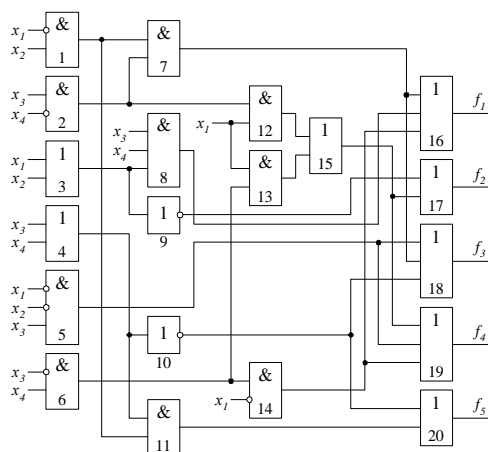 x1 & 1
x2
x3 & 2
x4
x1 1 3
x2
x3 1 4
x4
x1 & 5
x2
x3
x3 & 6
x4
& 7
x3 & 8
x4
1 9
1 10
& 11
& 12
x1
& 13
x1 & 14
1 15
1 16 f1
1 17 f2
1 18 f3
1 19 f4
1 20 f5